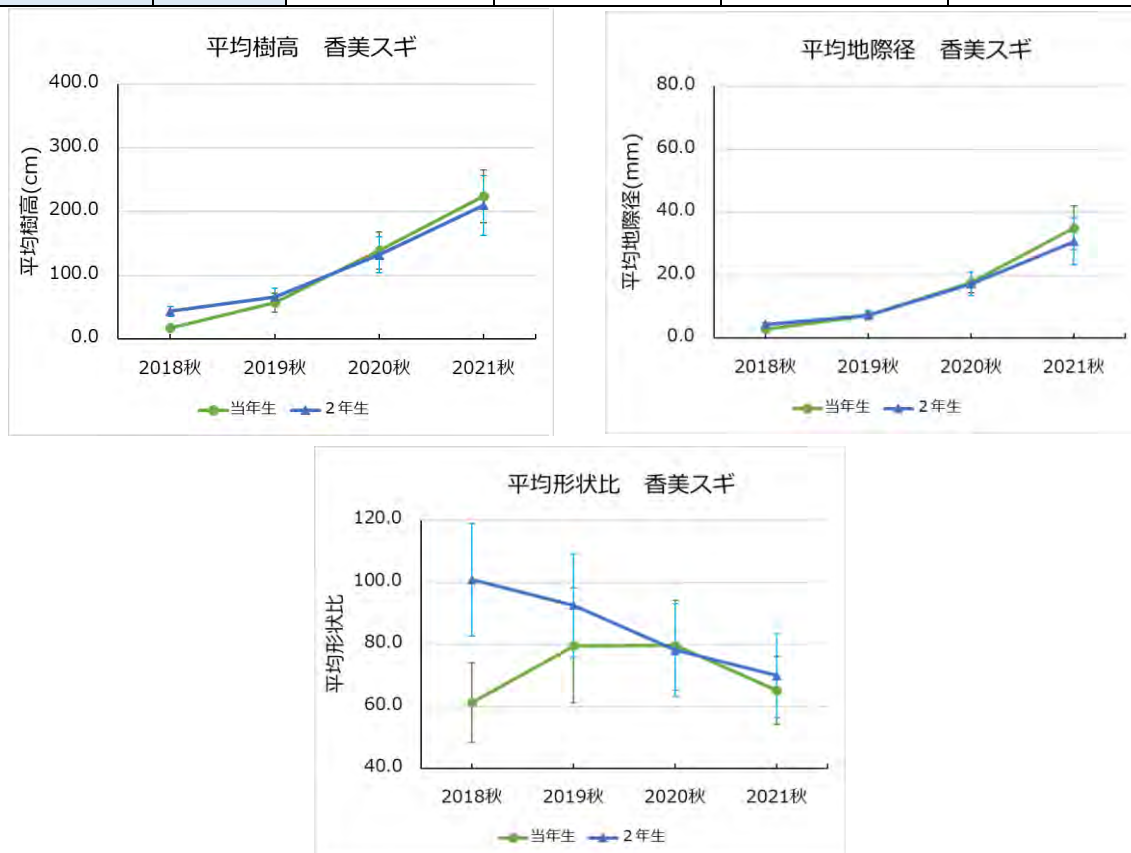 平均樹高　香美スギ
400.0
300.0
200.0
100.0
0.0
平均樹高(cm)
2018秋 2019秋 2020秋 2021秋
当年生 2年生
平均地際径　香美スギ
80.0
60.0
40.0
20.0
0.0
平均地際径(mm)
2018秋 2019秋 2020秋 2021秋
当年生 2年生
平均形状比　香美スギ
120.0
100.0
80.0
60.0
40.0
平均形状比
2018秋 2019秋 2020秋 2021秋
当年生 2年生